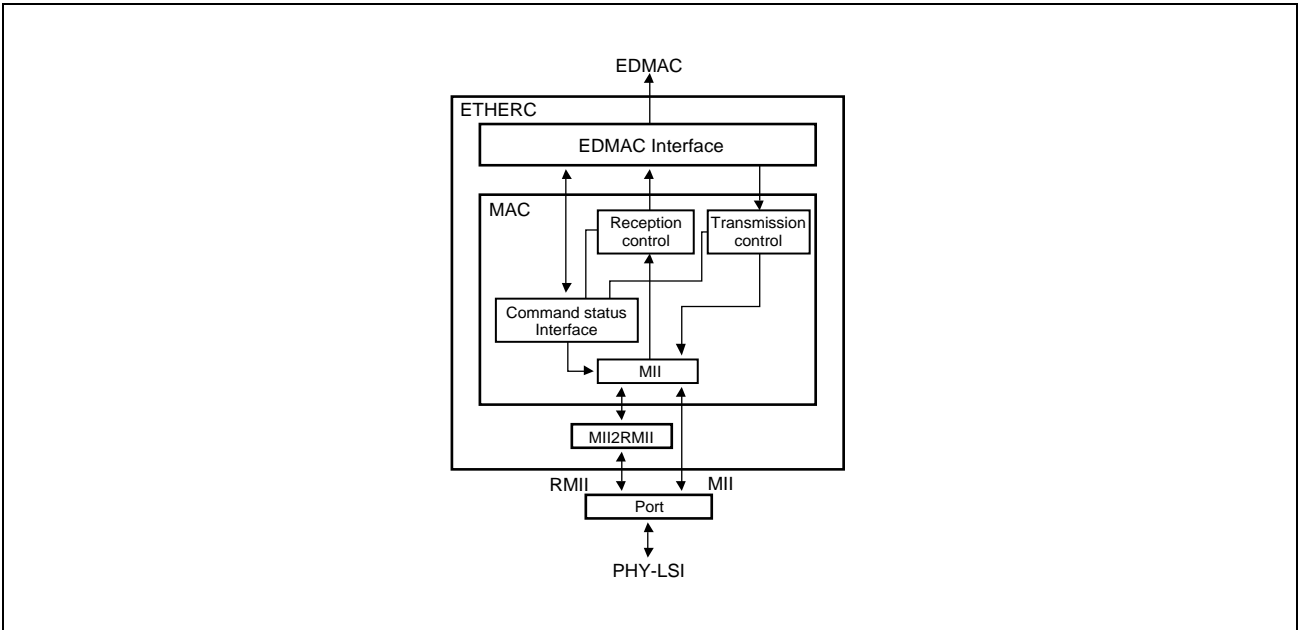 EDMAC
ETHERC
EDMAC Interface
MAC
Reception
control
Transmission
control
Command status
Interface
MII
MII2RMII
RMII
MII
Port
PHY-LSI